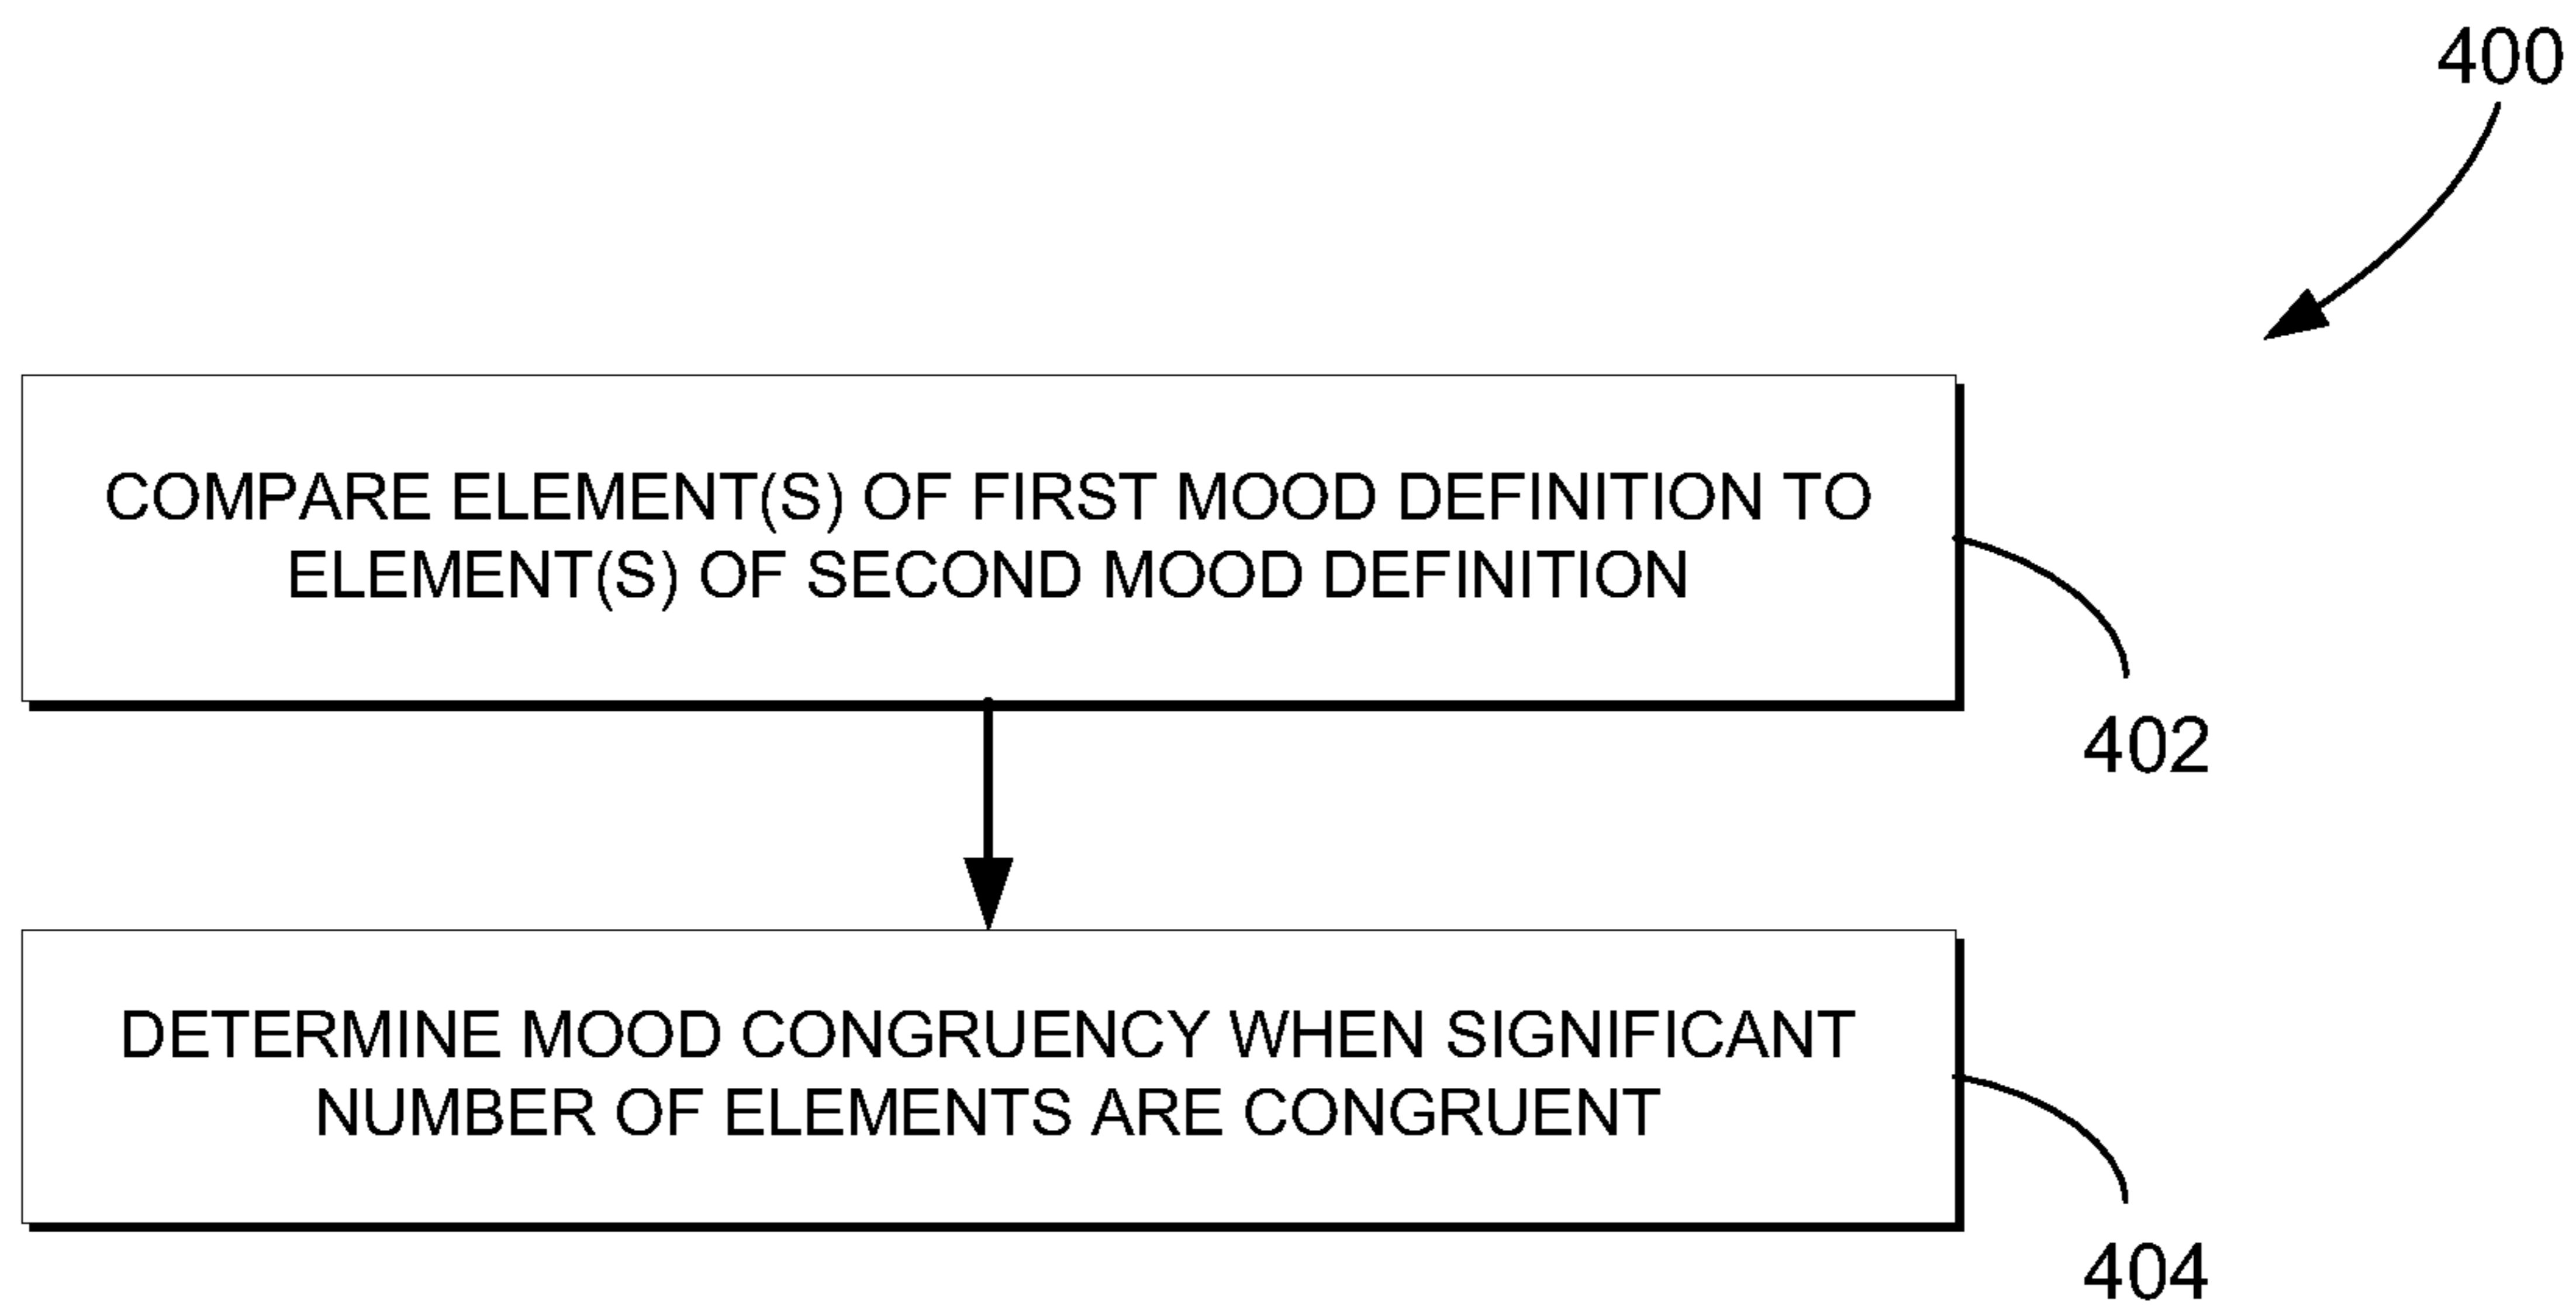 400
COMPARE ELEMENT(S) OF FIRST MOOD DEFINITION TO
ELEMENT(S) OF SECOND MOOD DEFINITION
402
DETERMINE MOOD CONGRUENCY WHEN SIGNIFICANT
NUMBER OF ELEMENTS ARE CONGRUENT
404